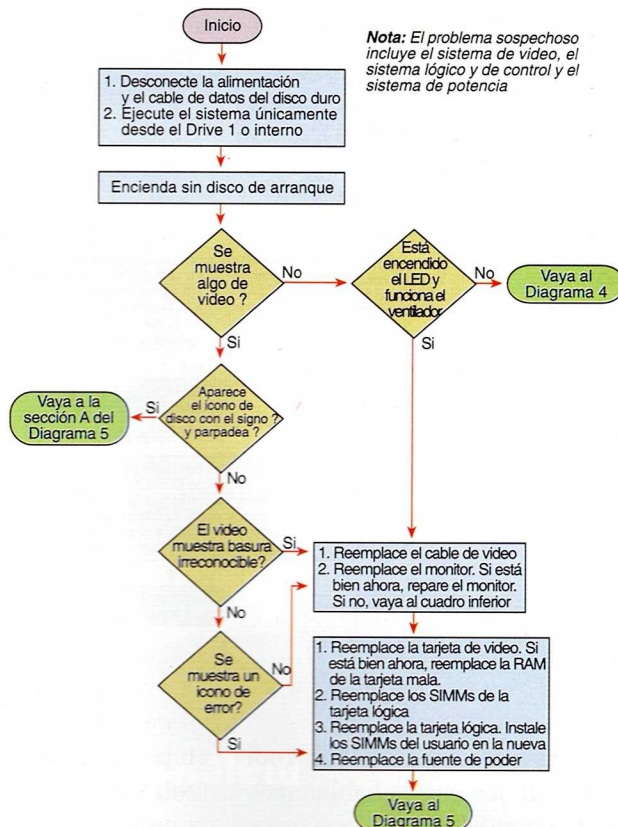 Inicio
Nota: El problema sospechoso
incluye el sistema de video, el
sistema lógico y de control y el
sistema de potencia
1. Desconecte la alimentación
y el cable de datos del disco duro
2. Ejecute el sistema únicamente
desde el Drive 1 o interno
Encienda sin disco de arranque
Se
muestra
algo de
video ?
No
Está
encendido
el LED y
funciona el
ventilador
No
Vaya al
Diagrama 4
Si
Si
Vaya a la
sección A del
Diagrama 5
Si
Aparece
el icono de
disco con el signo ?
y parpadea ?
No
El video
muestra basura
irreconocible?
Si
1. Reemplace el cable de video
2. Reemplace el monitor. Si está
bien ahora, repare el monitor.
Si no, vaya al cuadro inferior
No
Se
muestra un
icono de
error?
No
Si
1. Reemplace la tarjeta de video. Si
está bien ahora, reemplace la RAM
de la tarjeta mala.
2. Reemplace los SIMMs de la
tarjeta lógica
3. Reemplace la tarjeta lógica. Instale
los SIMMs del usuario en la nueva
4. Reemplace la fuente de poder
Vaya al
Diagrama 5